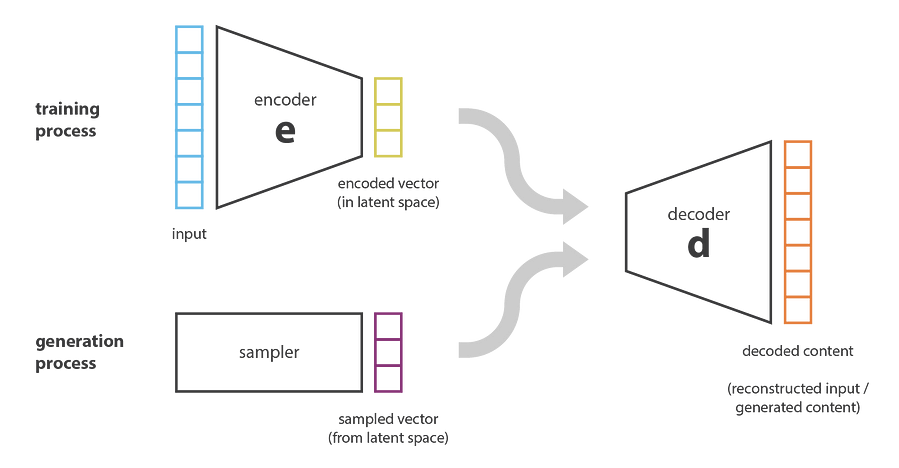 training
process
encoder
e
encoded vector
(in latent space)
input
decoder
d
generation
process
sampler
sampled vector
(from latent space)
decoded content
(reconstructed input /
generated content)